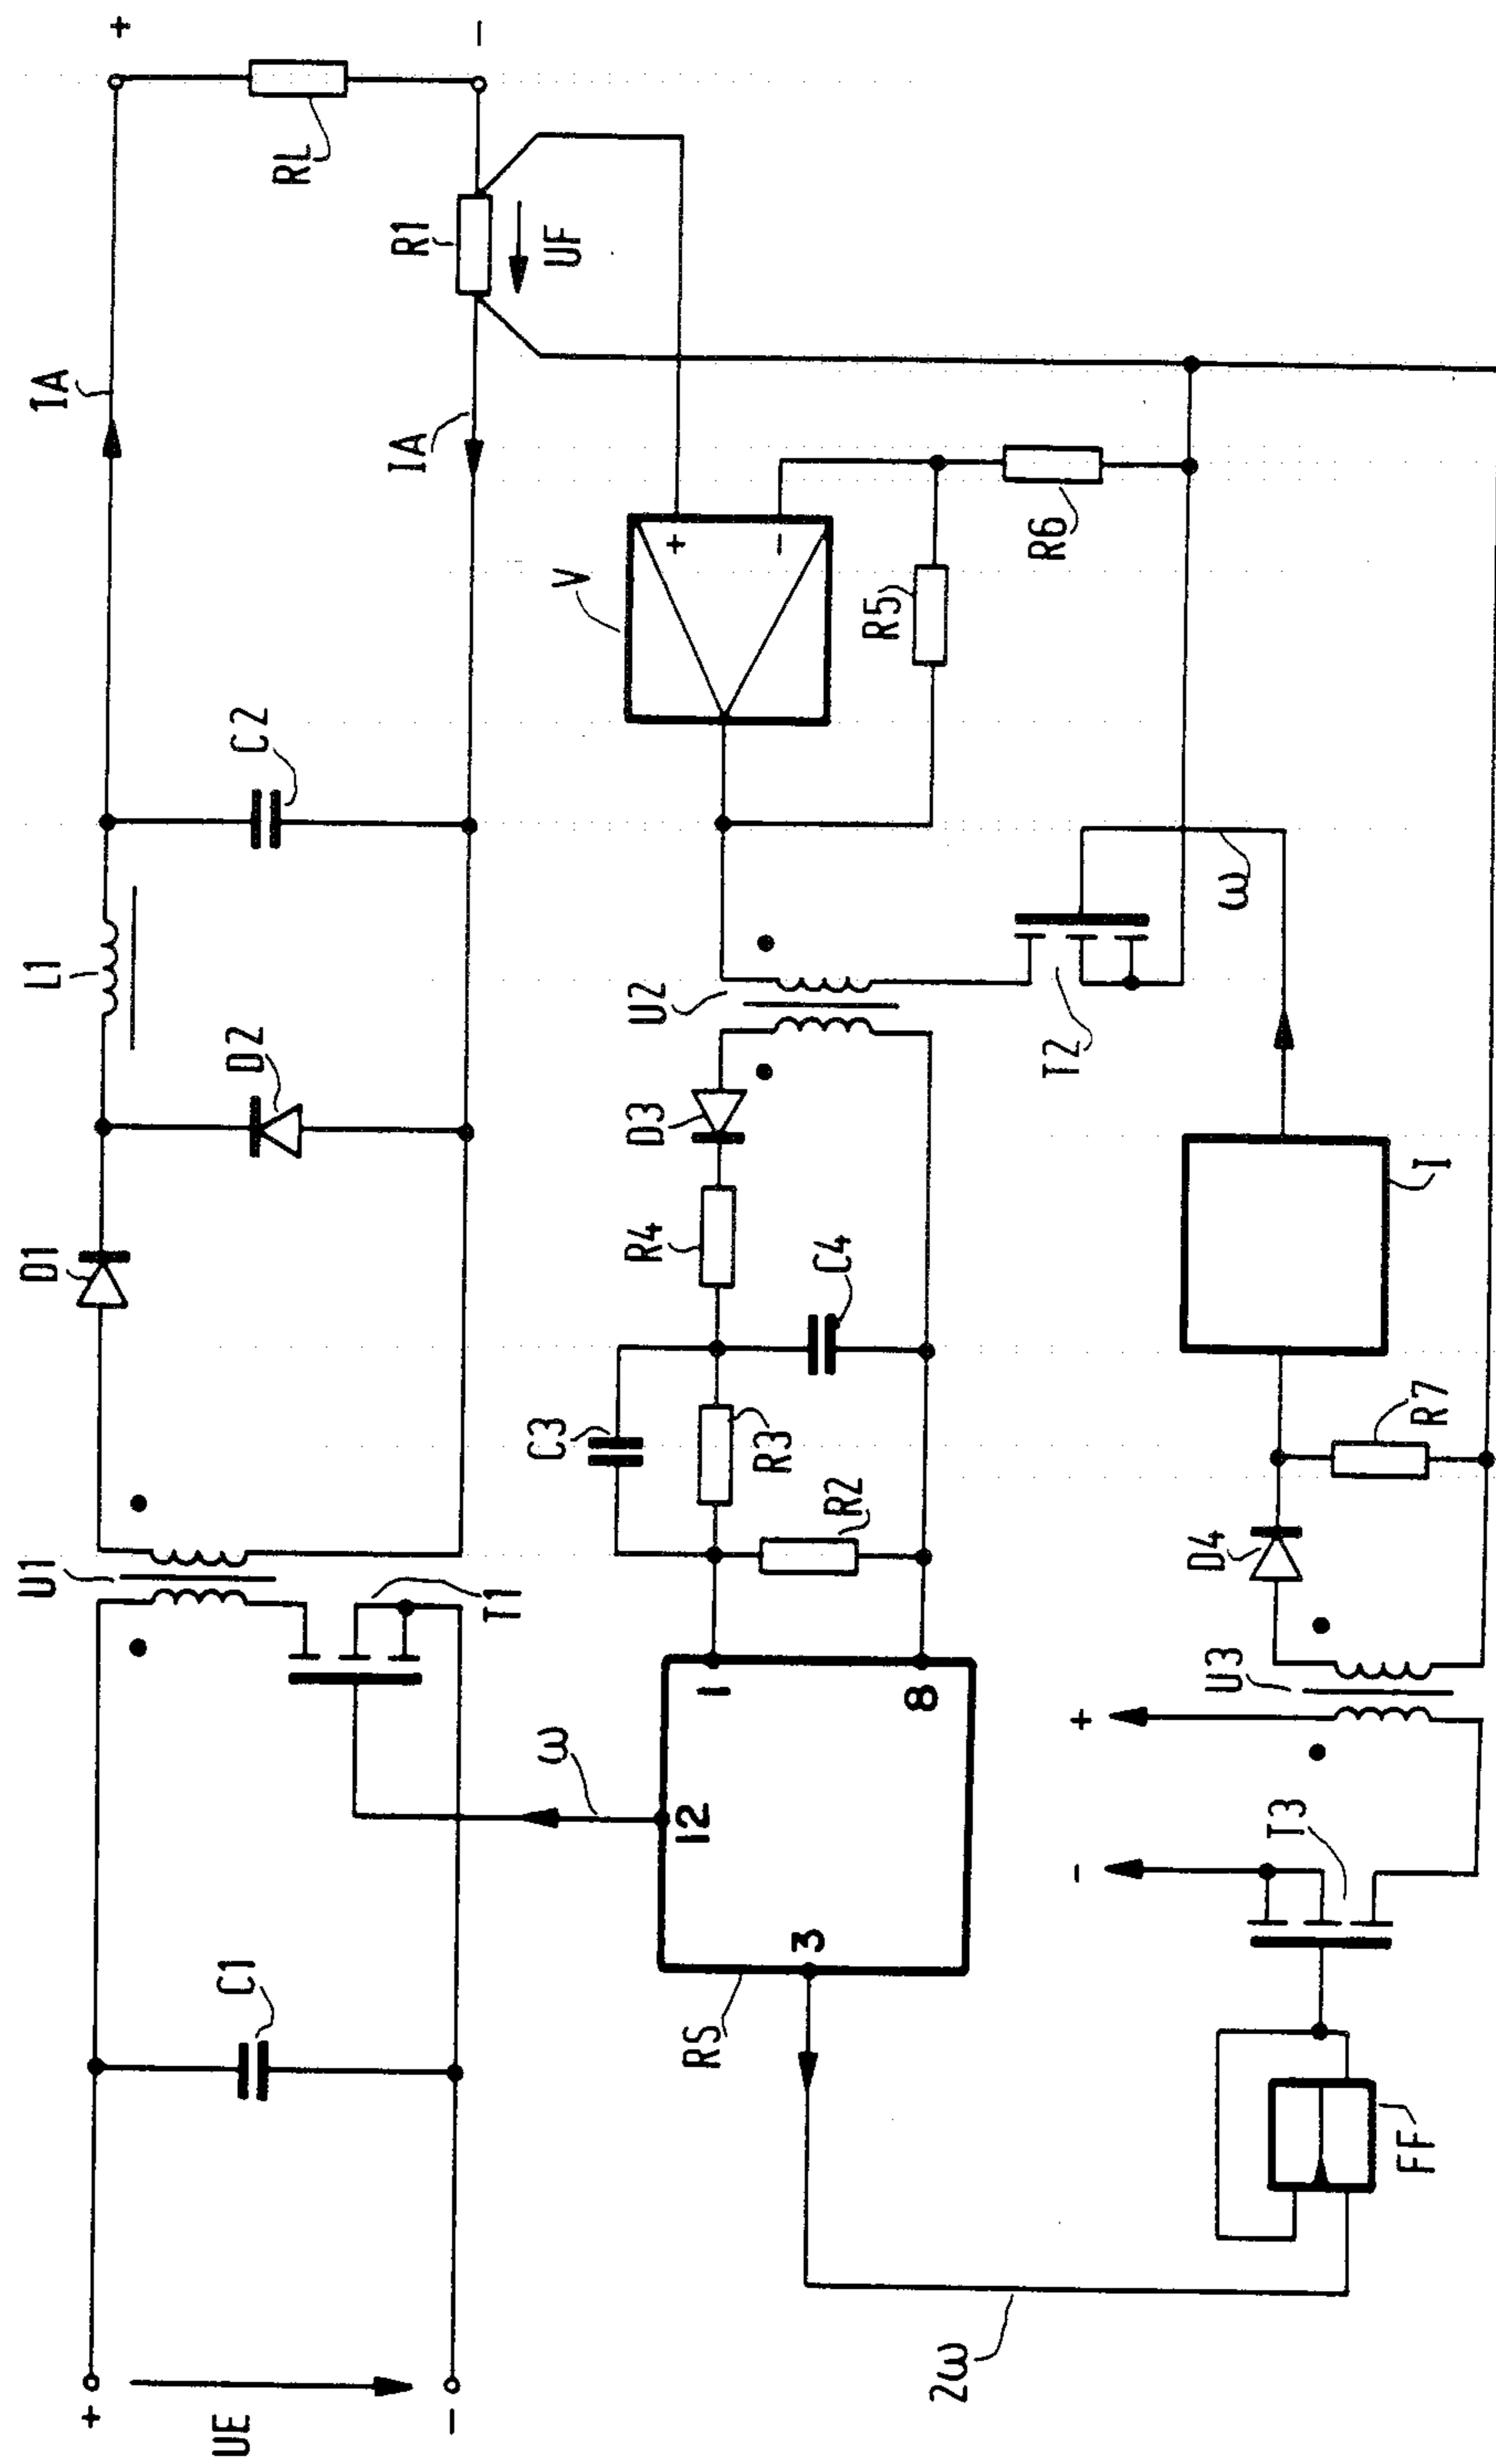 UE
+
-
C1
U1
T1
D1
D2
L1
C2
IA
IA
+
-
RL
R1
UF
ω
RS
12
3
1
8
C3
R3
R2
C4
R4
D3
U2
V
+
-
R5
R6
T2
ω
2ω
FF
T3
-
+
U3
D4
R7
I